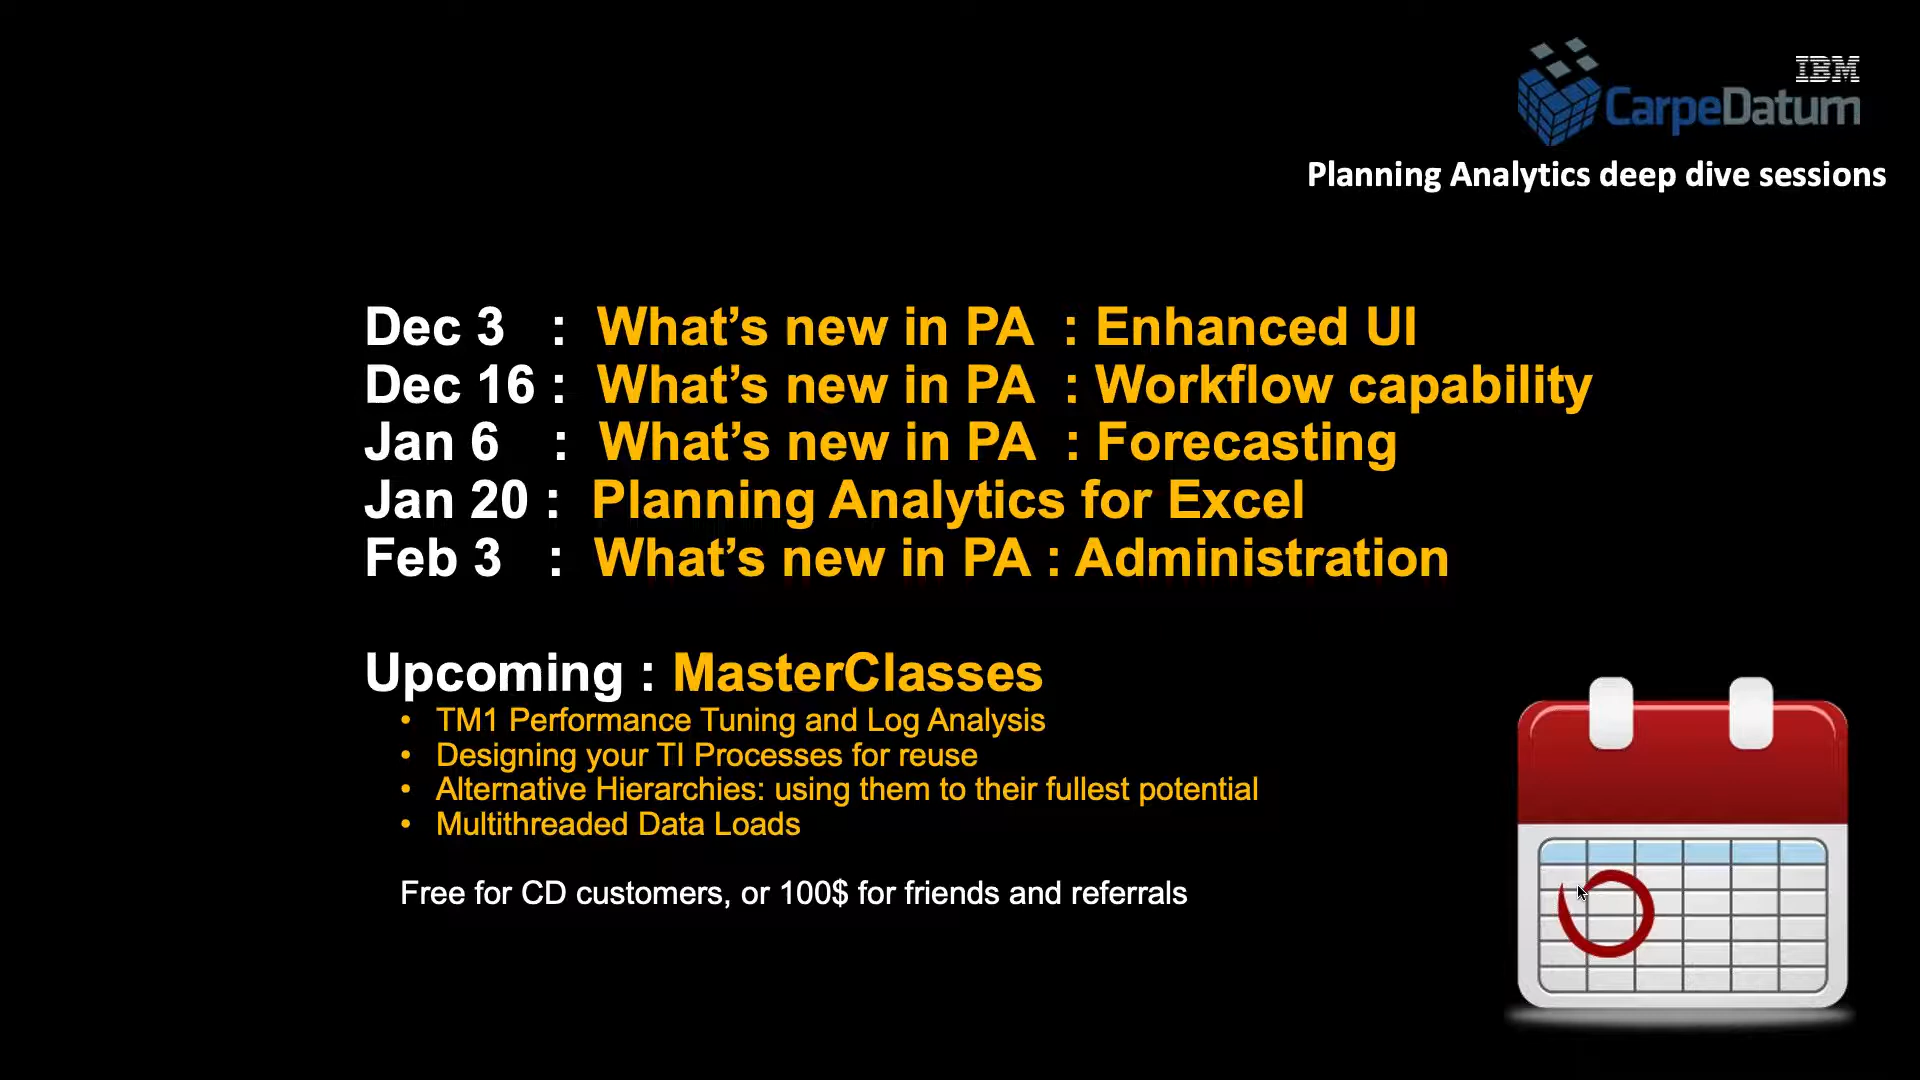 IBM
CarpeDatum
Planning Analytics deep dive sessions
Dec 3 : What’s new in PA : Enhanced UI
Dec 16 : What’s new in PA : Workflow capability
Jan 6 : What’s new in PA : Forecasting
Jan 20 : Planning Analytics for Excel
Feb 3 : What’s new in PA : Administration
Upcoming : MasterClasses
• TM1 Performance Tuning and Log Analysis
• Designing your TI Processes for reuse
• Alternative Hierarchies: using them to their fullest potential
• Multithreaded Data Loads
Free for CD customers, or 100$ for friends and referrals